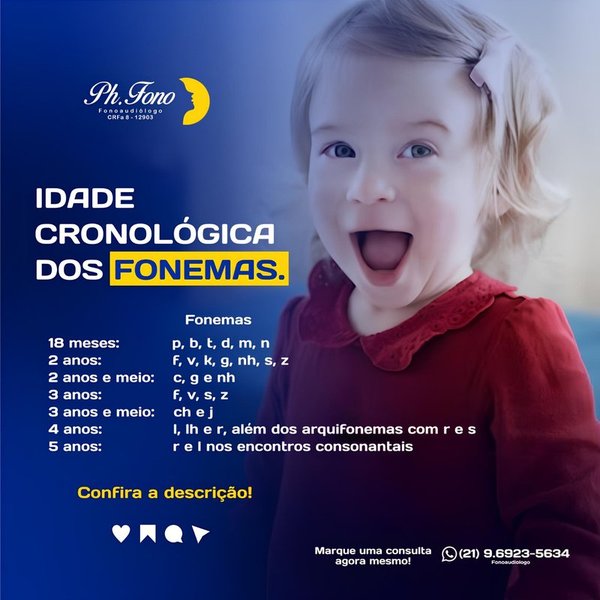 Ph.Fono
Fonoaudiólogo
CRFa 8 - 12903
IDADE
CRONOLÓGICA
DOS FONEMAS.
Fonemas
18 meses: p, b, t, d, m, n
2 anos: f, v, k, g, nh, s, z
2 anos e meio: c, g e nh
3 anos: f, v, s, z
3 anos e meio: ch e j
4 anos: l, lh e r, além dos arquifonemas com r e s
5 anos: r e l nos encontros consonantais
Confira a descrição!
Marque uma consulta
agora mesmo!
(21) 9.6923-5634
Fonoaudiologo